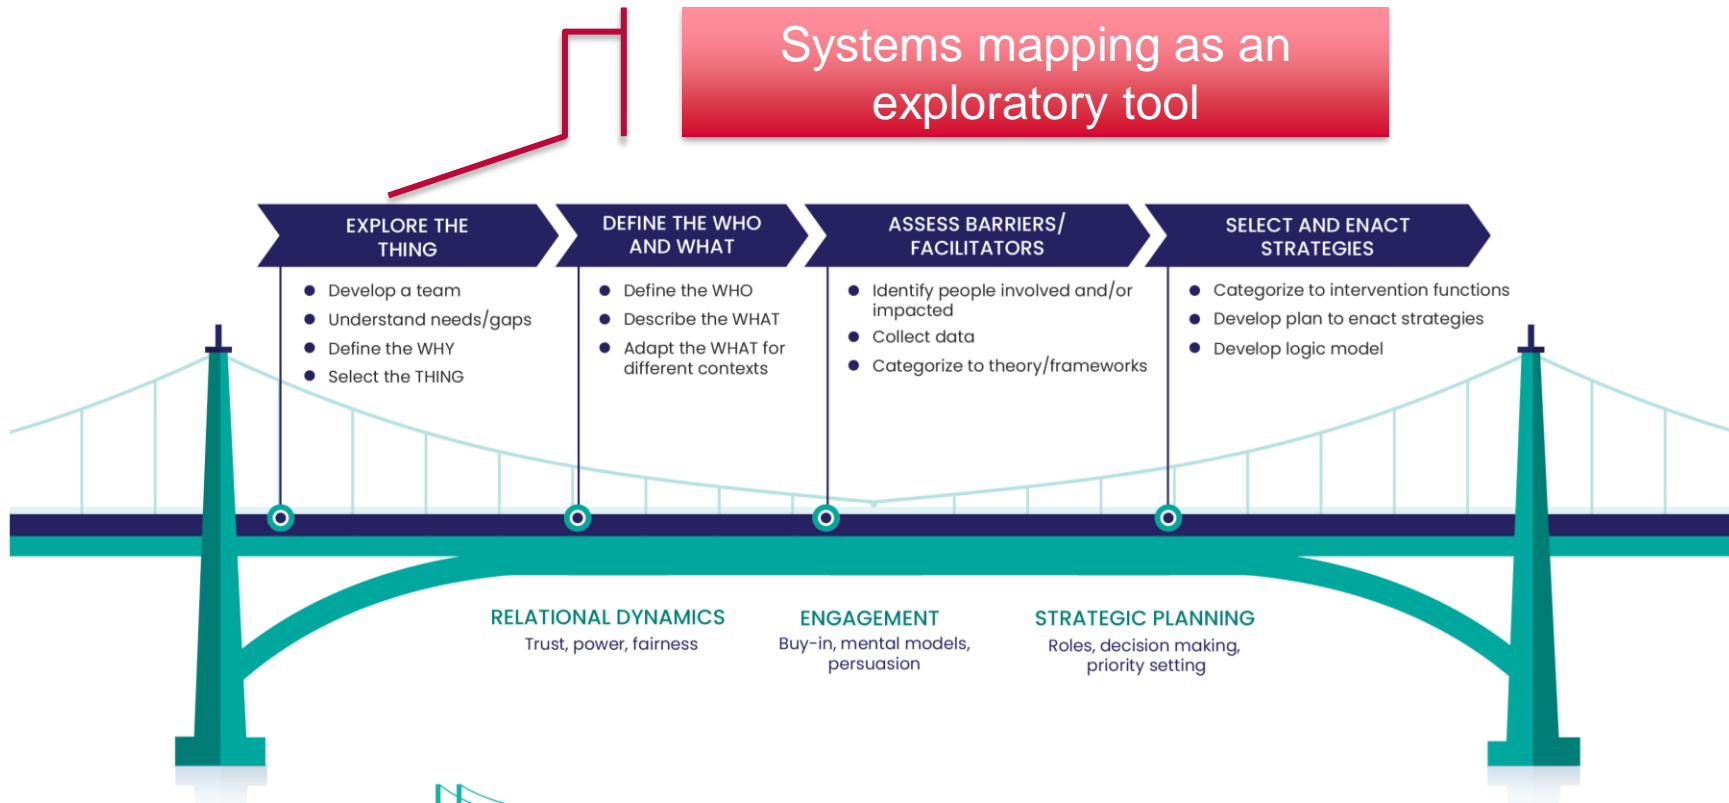 Systems mapping as an
exploratory tool
EXPLORE THE
THING
• Develop a team
• Understand needs/gaps
• Define the WHY
• Select the THING
DEFINE THE WHO
AND WHAT
• Define the WHO
• Describe the WHAT
• Adapt the WHAT for
different contexts
ASSESS BARRIERS/
FACILITATORS
• Identify people involved and/or
impacted
• Collect data
• Categorize to theory/frameworks
SELECT AND ENACT
STRATEGIES
• Categorize to intervention functions
• Develop plan to enact strategies
• Develop logic model
RELATIONAL DYNAMICS
Trust, power, fairness
ENGAGEMENT
Buy-in, mental models,
persuasion
STRATEGIC PLANNING
Roles, decision making,
priority setting